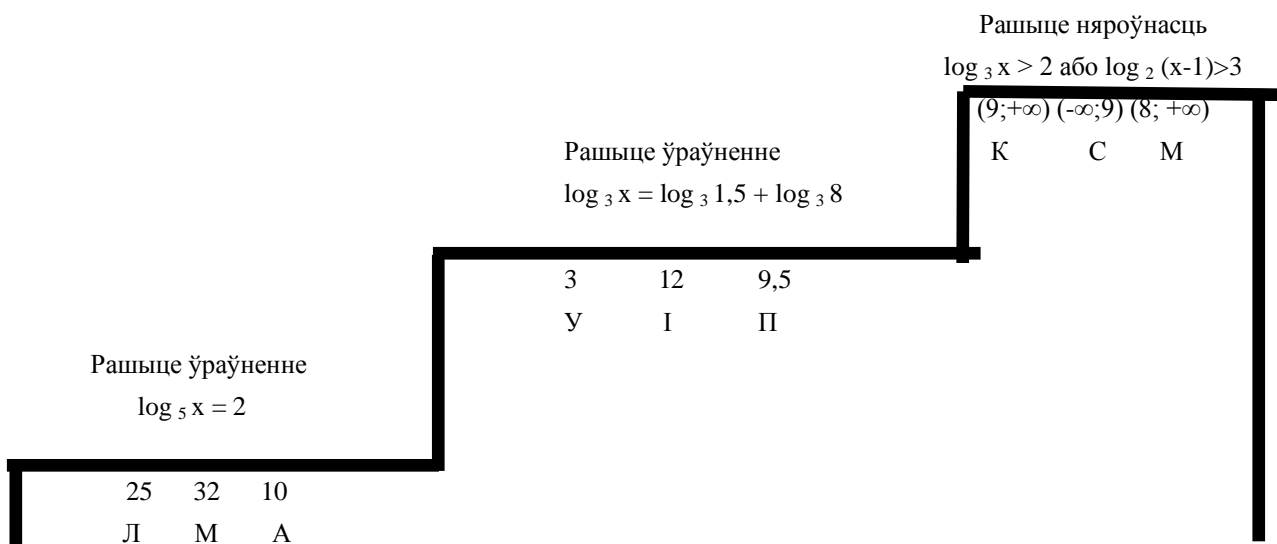 Рашыце няроўнасць
log ₃ x > 2 або log ₂ (x-1)>3
(9;+∞) (-∞;9) (8; +∞)
К С М
Рашыце ўраўненне
log ₃ x = log ₃ 1,5 + log ₃ 8
3 12 9,5
У І П
Рашыце ўраўненне
log ₅ x = 2
25 32 10
Л М А